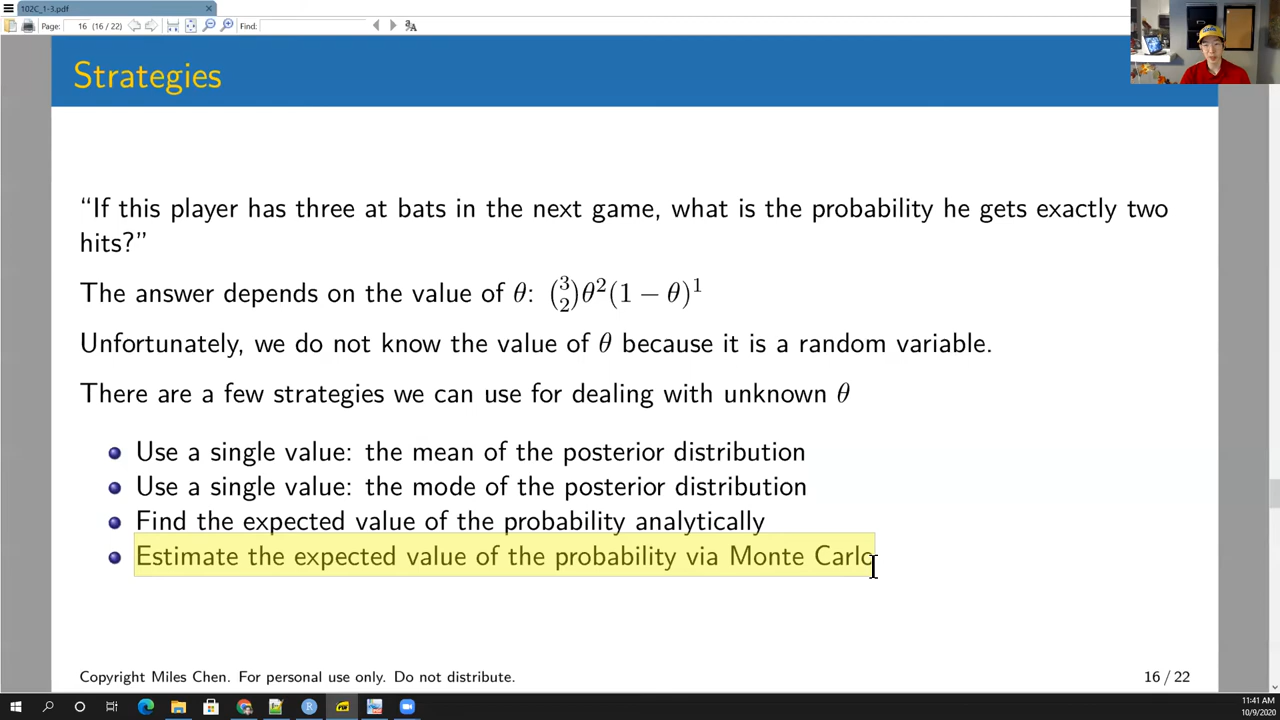 102C_1-3.pdf
Page: 16 (16 / 22) Find:
Strategies
“If this player has three at bats in the next game, what is the probability he gets exactly two
hits?”
The answer depends on the value of θ: (3 2)θ²(1 − θ)¹
Unfortunately, we do not know the value of θ because it is a random variable.
There are a few strategies we can use for dealing with unknown θ
Use a single value: the mean of the posterior distribution
Use a single value: the mode of the posterior distribution
Find the expected value of the probability analytically
Estimate the expected value of the probability via Monte Carlo
Copyright Miles Chen. For personal use only. Do not distribute. 16 / 22
11:41 AM
10/9/2020